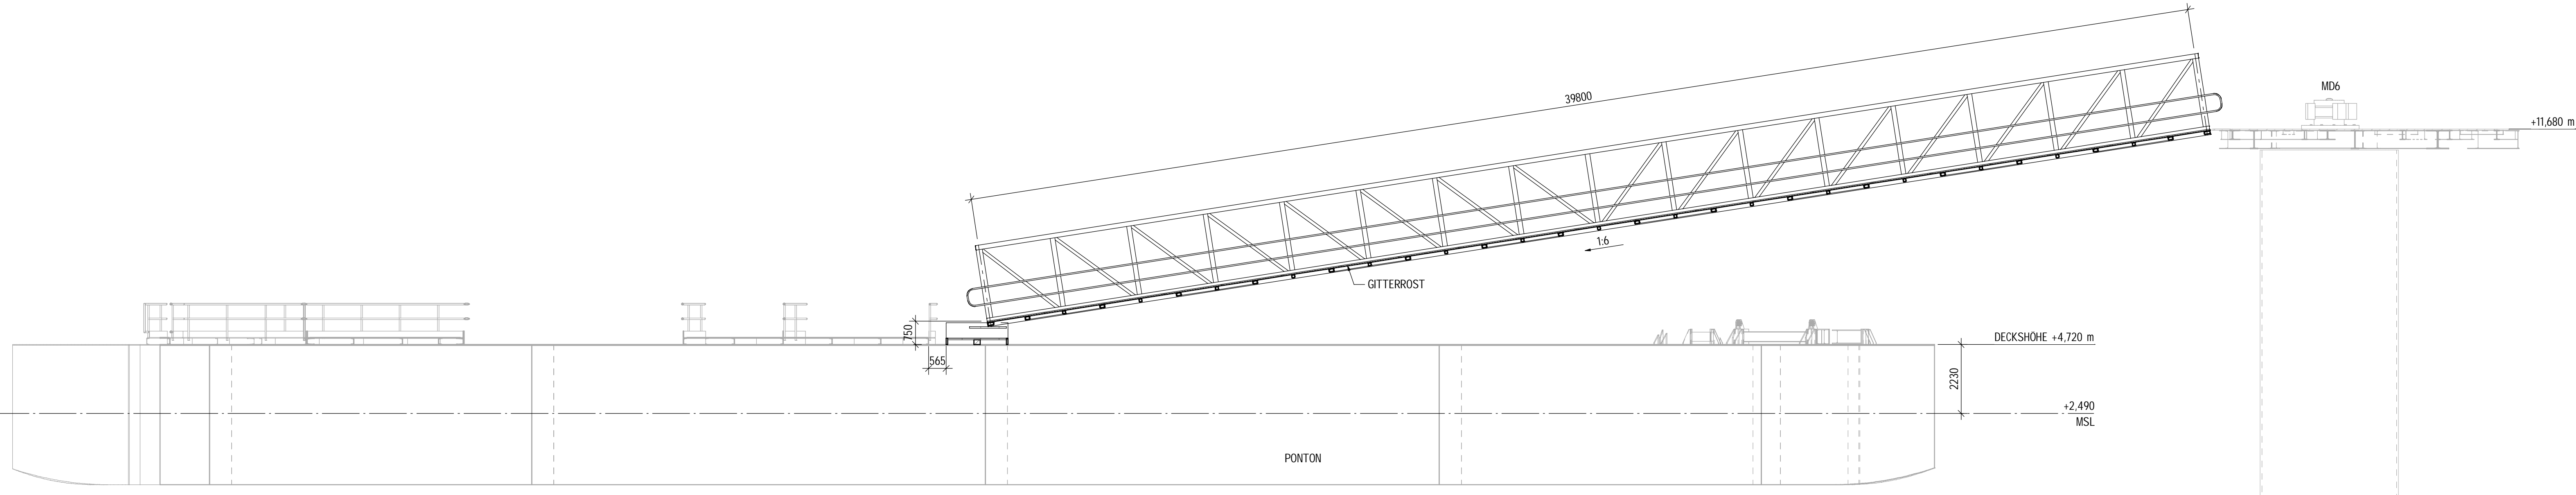 39800
MD6
+11,680 m
1:6
GITTERROST
750
565
DECKSHÖHE +4,720 m
2230
+2,490
MSL
PONTON